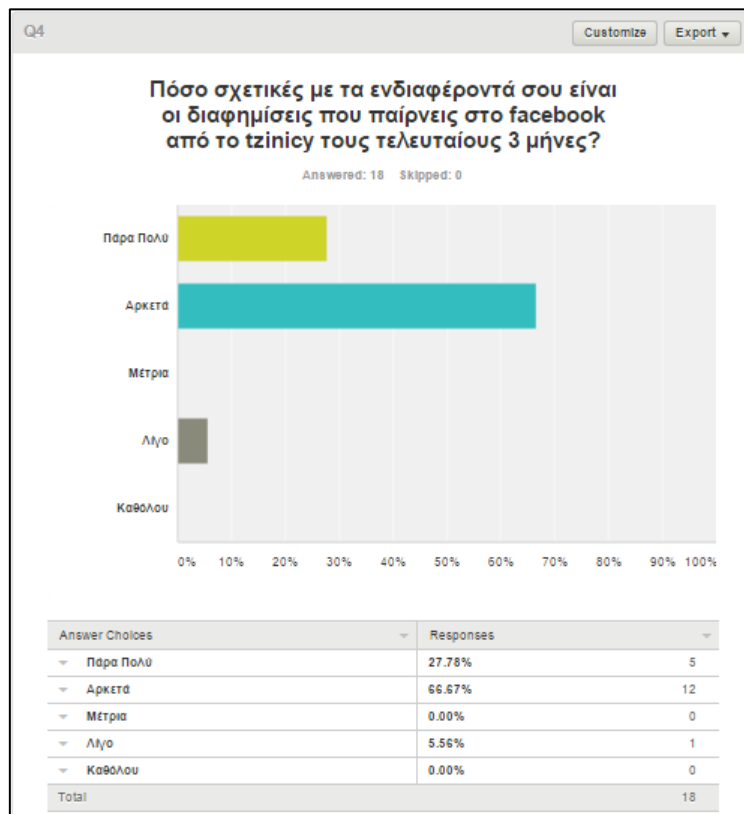 Q4
Customize
Export
Πόσο σχετικές με τα ενδιαφέροντά σου είναι
οι διαφημίσεις που παίρνεις στο facebook
από το tzinicy τους τελευταίους 3 μήνες?
Answered: 18 Skipped: 0
Πάρα Πολύ
Αρκετά
Μέτρια
Λίγο
Καθόλου
0% 10% 20% 30% 40% 50% 60% 70% 80% 90% 100%
Answer Choices Responses
Πάρα Πολύ 27.78% 5
Αρκετά 66.67% 12
Μέτρια 0.00% 0
Λίγο 5.56% 1
Καθόλου 0.00% 0
Total 18